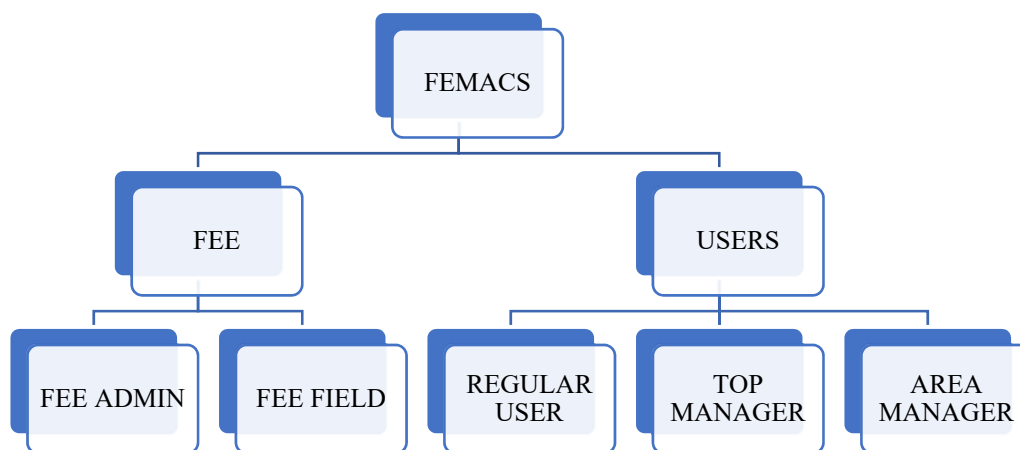 FEMACS
FEE
USERS
FEE ADMIN
FEE FIELD
REGULAR
USER
TOP
MANAGER
AREA
MANAGER